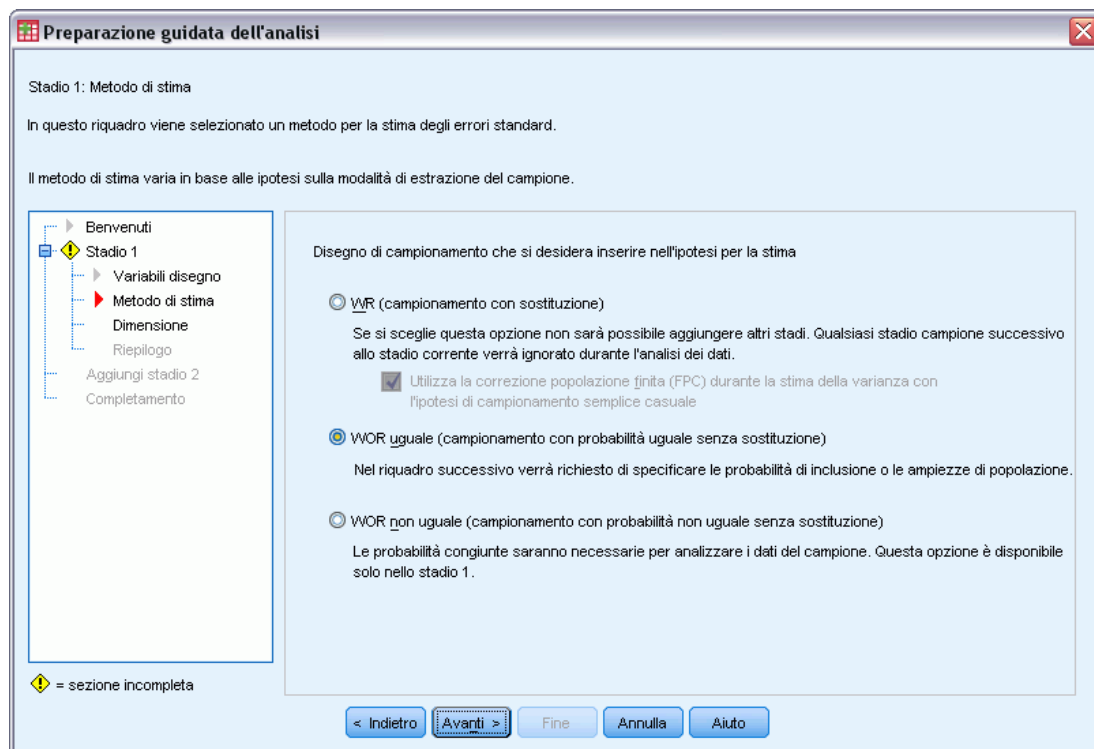 Preparazione guidata dell'analisi
Stadio 1: Metodo di stima
In questo riquadro viene selezionato un metodo per la stima degli errori standard.
Il metodo di stima varia in base alle ipotesi sulla modalità di estrazione del campione.
Benvenuti
Stadio 1
Variabili disegno
Metodo di stima
Dimensione
Riepilogo
Aggiungi stadio 2
Completamento
= sezione incompleta
Disegno di campionamento che si desidera inserire nell'ipotesi per la stima
WR (campionamento con sostituzione)
Se si sceglie questa opzione non sarà possibile aggiungere altri stadi. Qualsiasi stadio campione successivo
allo stadio corrente verrà ignorato durante l'analisi dei dati.
Utilizza la correzione popolazione finita (FPC) durante la stima della varianza con
l'ipotesi di campionamento semplice casuale
WOR uguale (campionamento con probabilità uguale senza sostituzione)
Nel riquadro successivo verrà richiesto di specificare le probabilità di inclusione o le ampiezze di popolazione.
WOR non uguale (campionamento con probabilità non uguale senza sostituzione)
Le probabilità congiunte saranno necessarie per analizzare i dati del campione. Questa opzione è disponibile
solo nello stadio 1.
< Indietro
Avanti >
Fine
Annulla
Aiuto